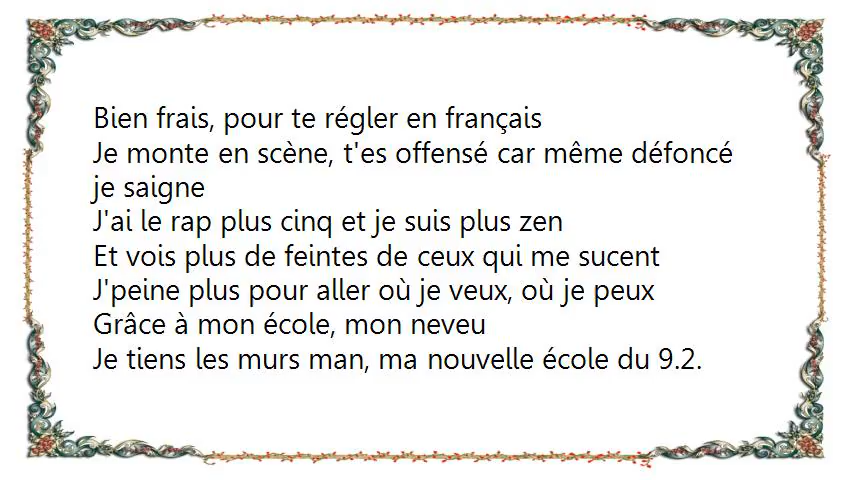 Bien frais, pour te régler en français
Je monte en scène, t'es offensé car même défoncé
je saigne
J'ai le rap plus cinq et je suis plus zen
Et vois plus de feintes de ceux qui me sucent
J'peine plus pour aller où je veux, où je peux
Grâce à mon école, mon neveu
Je tiens les murs man, ma nouvelle école du 9.2.